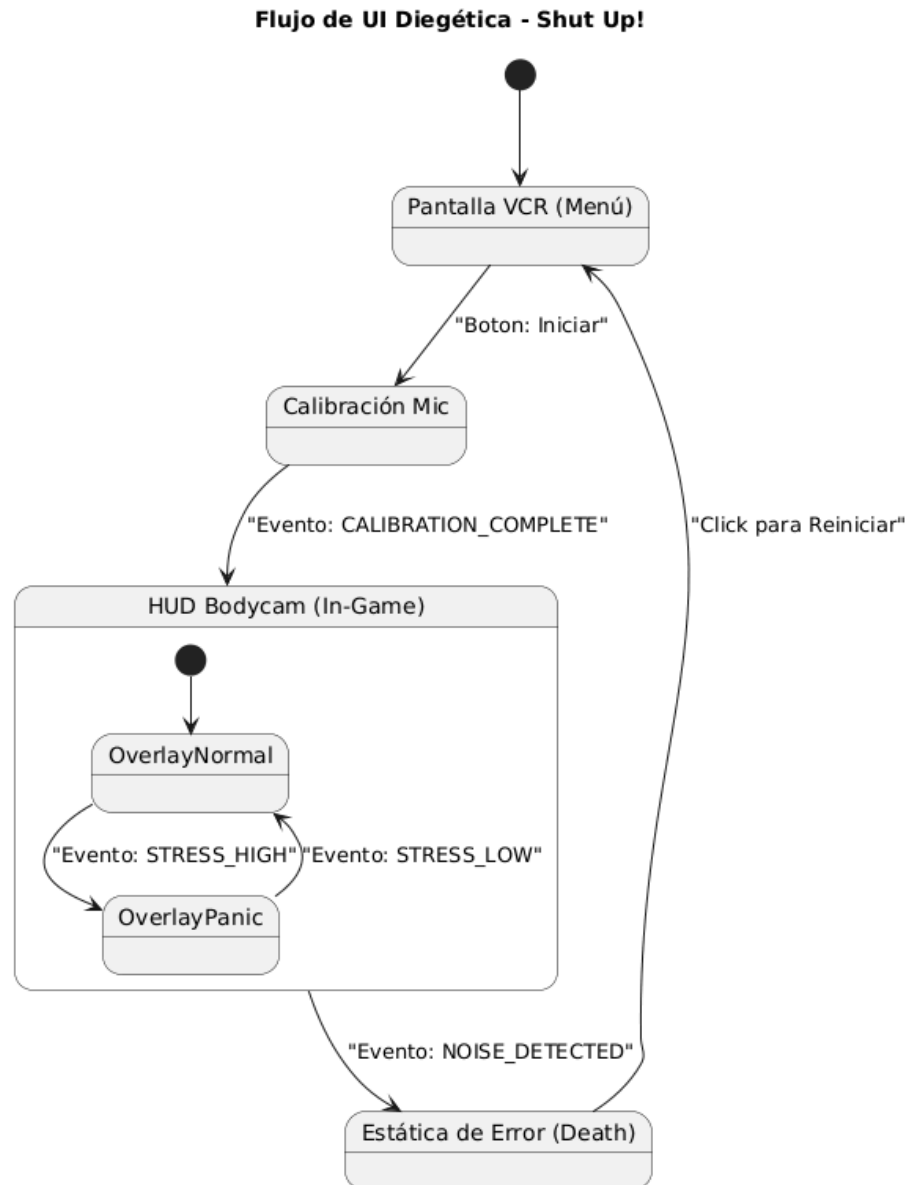 Flujo de UI Diegética - Shut Up!
Pantalla VCR (Menú)
"Boton: Iniciar"
Calibración Mic
"Evento: CALIBRATION_COMPLETE"
"Click para Reiniciar"
HUD Bodycam (In-Game)
OverlayNormal
"Evento: STRESS_HIGH"
"Evento: STRESS_LOW"
OverlayPanic
"Evento: NOISE_DETECTED"
Estática de Error (Death)